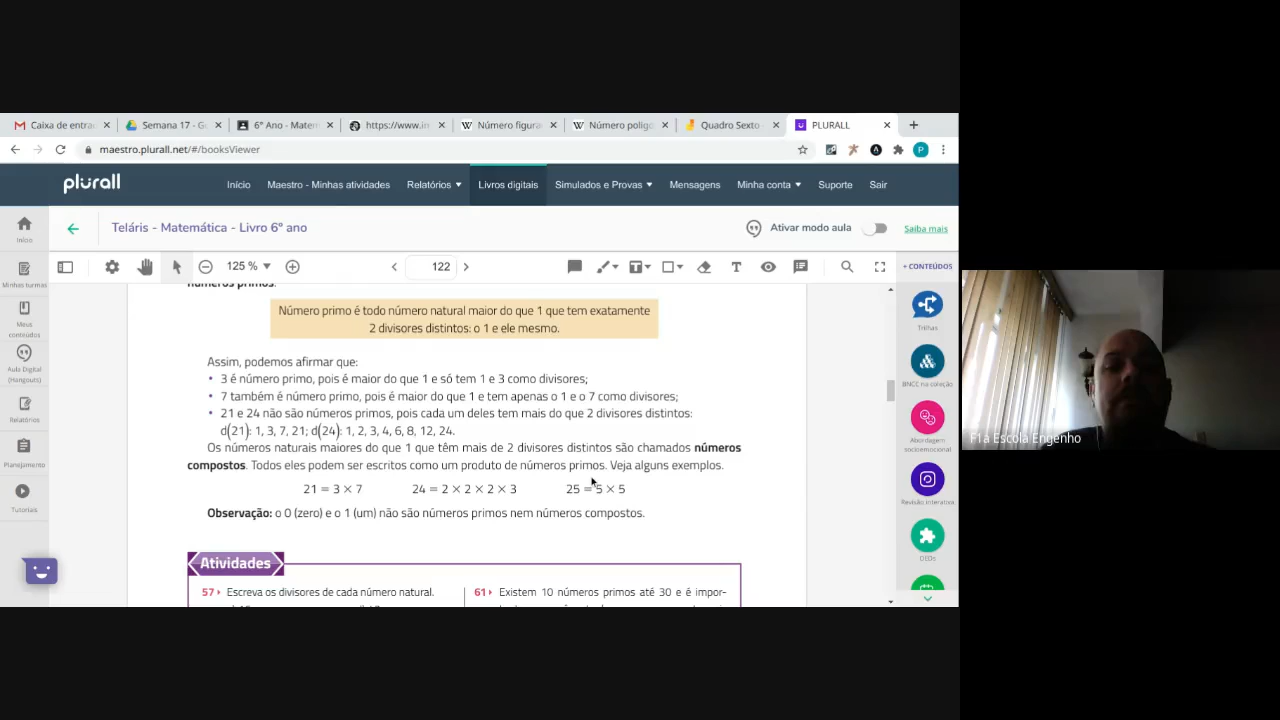 Caixa de entra
Semana 17 - G
6º Ano - Matem
https://www.in
Número figura
Número políg
Quadro Sexto -
PLURALL
maestro.plurall.net/#/booksViewer
plurall
Início
Maestro - Minhas atividades
Relatórios
Livros digitais
Simulados e Provas
Mensagens
Minha conta
Suporte
Sair
Teláris - Matemática - Livro 6º ano
Ativar modo aula
Saiba mais
125 %
122
+ CONTEÚDOS
Início
Minhas turmas
Meus
conteúdos
Aula Digital
(Hangouts)
Relatórios
Planejamento
Tutoriais
números primos.
Número primo é todo número natural maior do que 1 que tem exatamente
2 divisores distintos: o 1 e ele mesmo.
Assim, podemos afirmar que:
• 3 é número primo, pois é maior do que 1 e só tem 1 e 3 como divisores;
• 7 também é número primo, pois é maior do que 1 e tem apenas o 1 e o 7 como divisores;
• 21 e 24 não são números primos, pois cada um deles tem mais do que 2 divisores distintos:
d(21): 1, 3, 7, 21; d(24): 1, 2, 3, 4, 6, 8, 12, 24.
Os números naturais maiores do que 1 que têm mais de 2 divisores distintos são chamados números
compostos. Todos eles podem ser escritos como um produto de números primos. Veja alguns exemplos.
21 = 3 × 7
24 = 2 × 2 × 2 × 3
25 = 5 × 5
Observação: o 0 (zero) e o 1 (um) não são números primos nem números compostos.
Atividades
57 Escreva os divisores de cada número natural.
61 Existem 10 números primos até 30 e é impor-
Trilhas
BNCC na coleção
Abordagem
socioemocional
Revisão Interativa
OEDs
F1a Escola Engenho